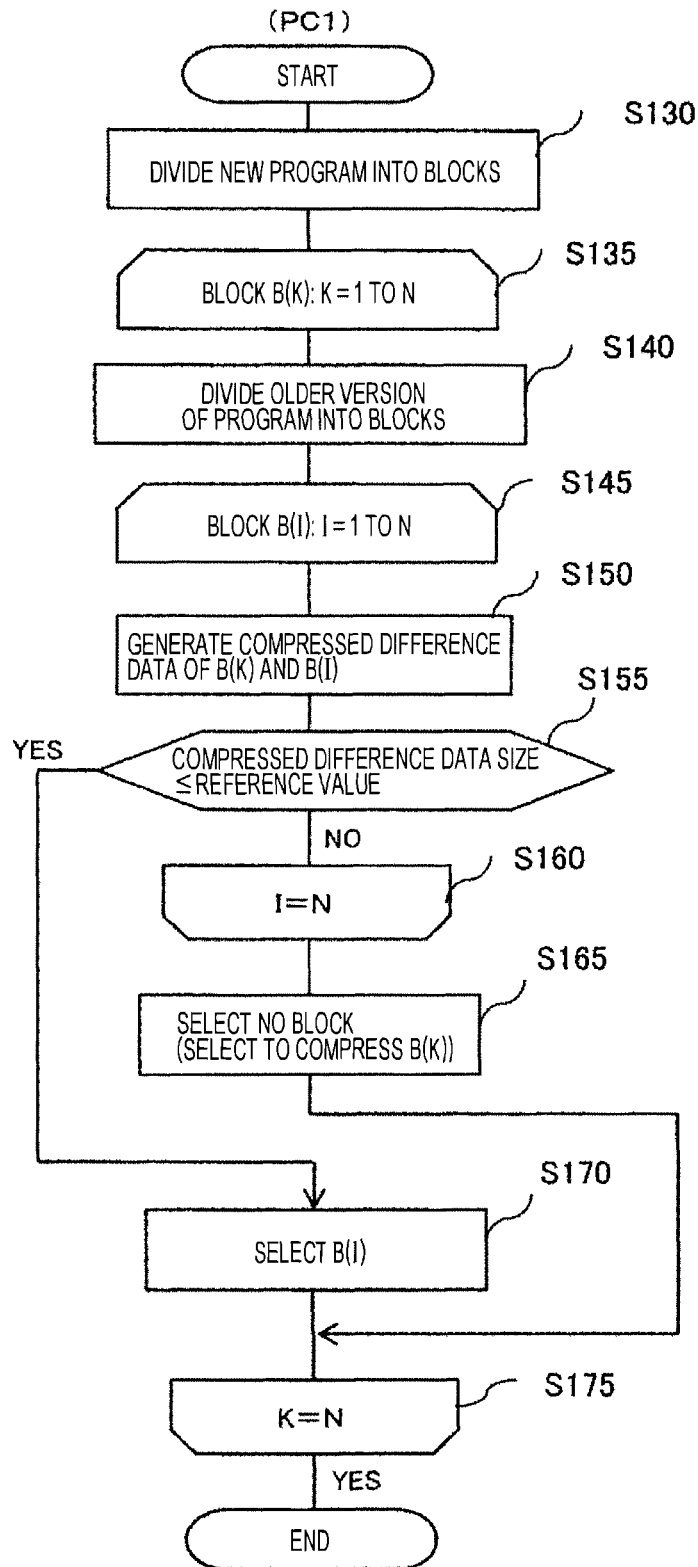 (PC1)
START
S130
DIVIDE NEW PROGRAM INTO BLOCKS
S135
BLOCK B(K): K = 1 TO N
S140
DIVIDE OLDER VERSION
OF PROGRAM INTO BLOCKS
S145
BLOCK B(I): I = 1 TO N
S150
GENERATE COMPRESSED DIFFERENCE
DATA OF B(K) AND B(I)
S155
YES
COMPRESSED DIFFERENCE DATA SIZE
≦REFERENCE VALUE
NO
S160
I=N
S165
SELECT NO BLOCK
(SELECT TO COMPRESS B(K))
S170
SELECT B(I)
S175
K=N
YES
END